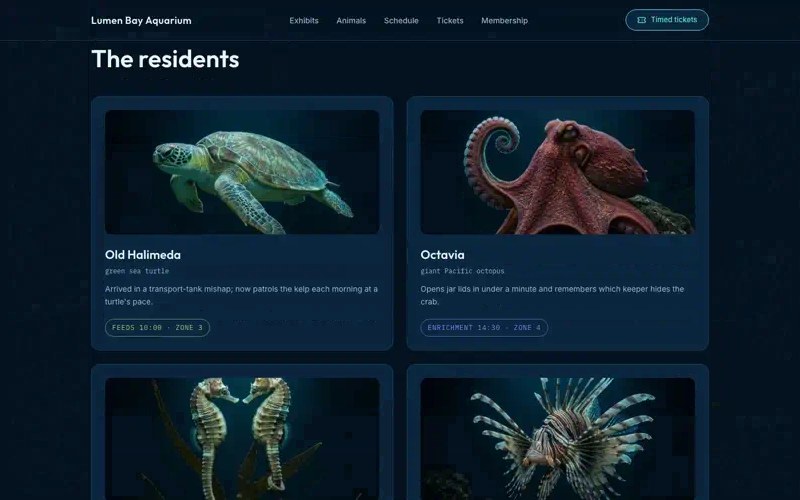 Lumen Bay Aquarium
Exhibits
Animals
Schedule
Tickets
Membership
Timed tickets
The residents
Old Halimeda
green sea turtle
Arrived in a transport-tank mishap; now patrols the kelp each morning at a
turtle's pace.
FEEDS 10:00 · ZONE 3
Octavia
giant Pacific octopus
Opens jar lids in under a minute and remembers which keeper hides the
crab.
ENRICHMENT 14:30 · ZONE 4